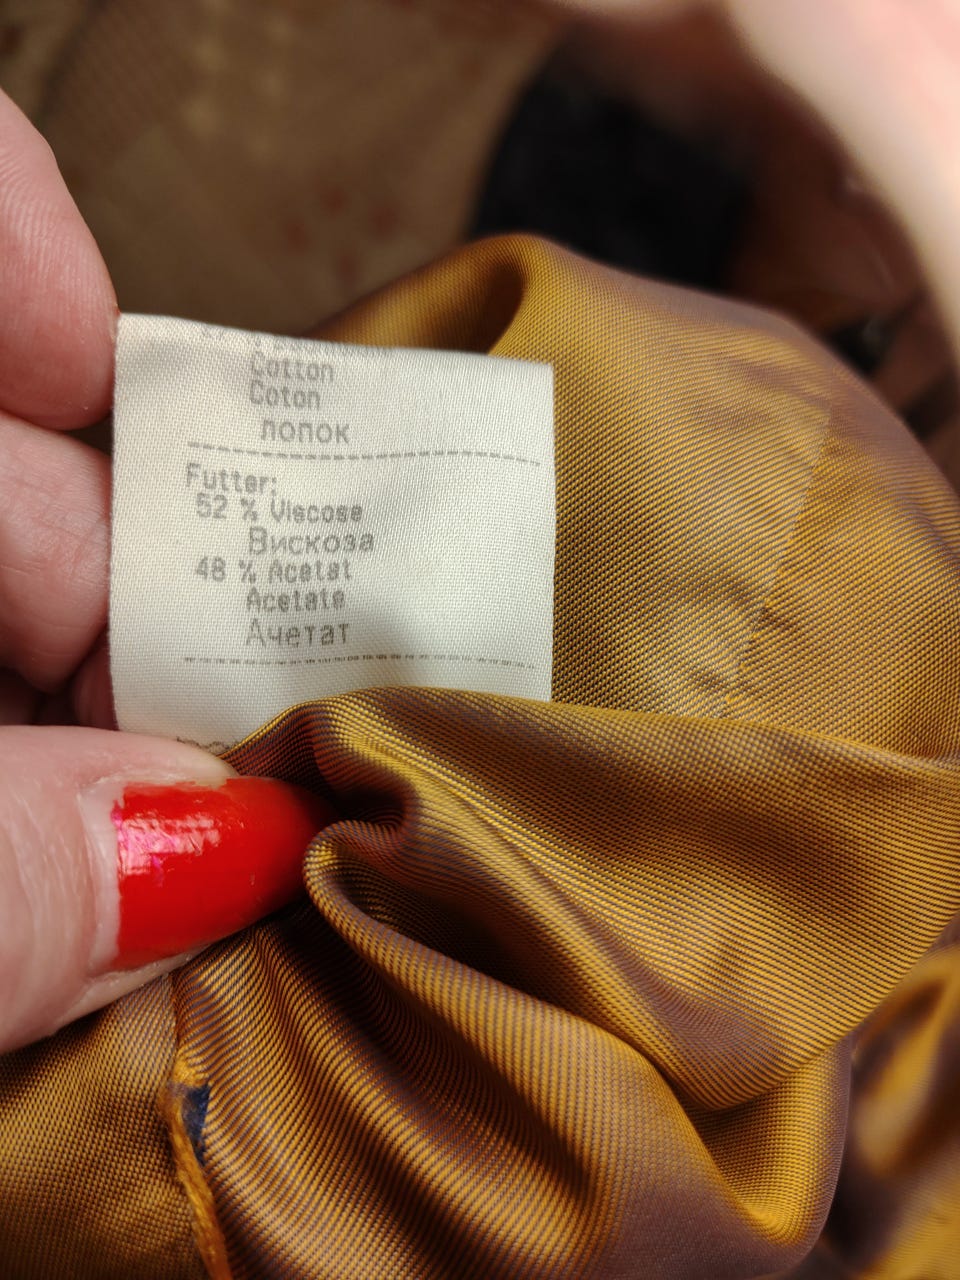 Cotton
Coton
лопок
Futter:
52 % Viscose
Вискоза
48 % Acetat
Acetate
Ачетат